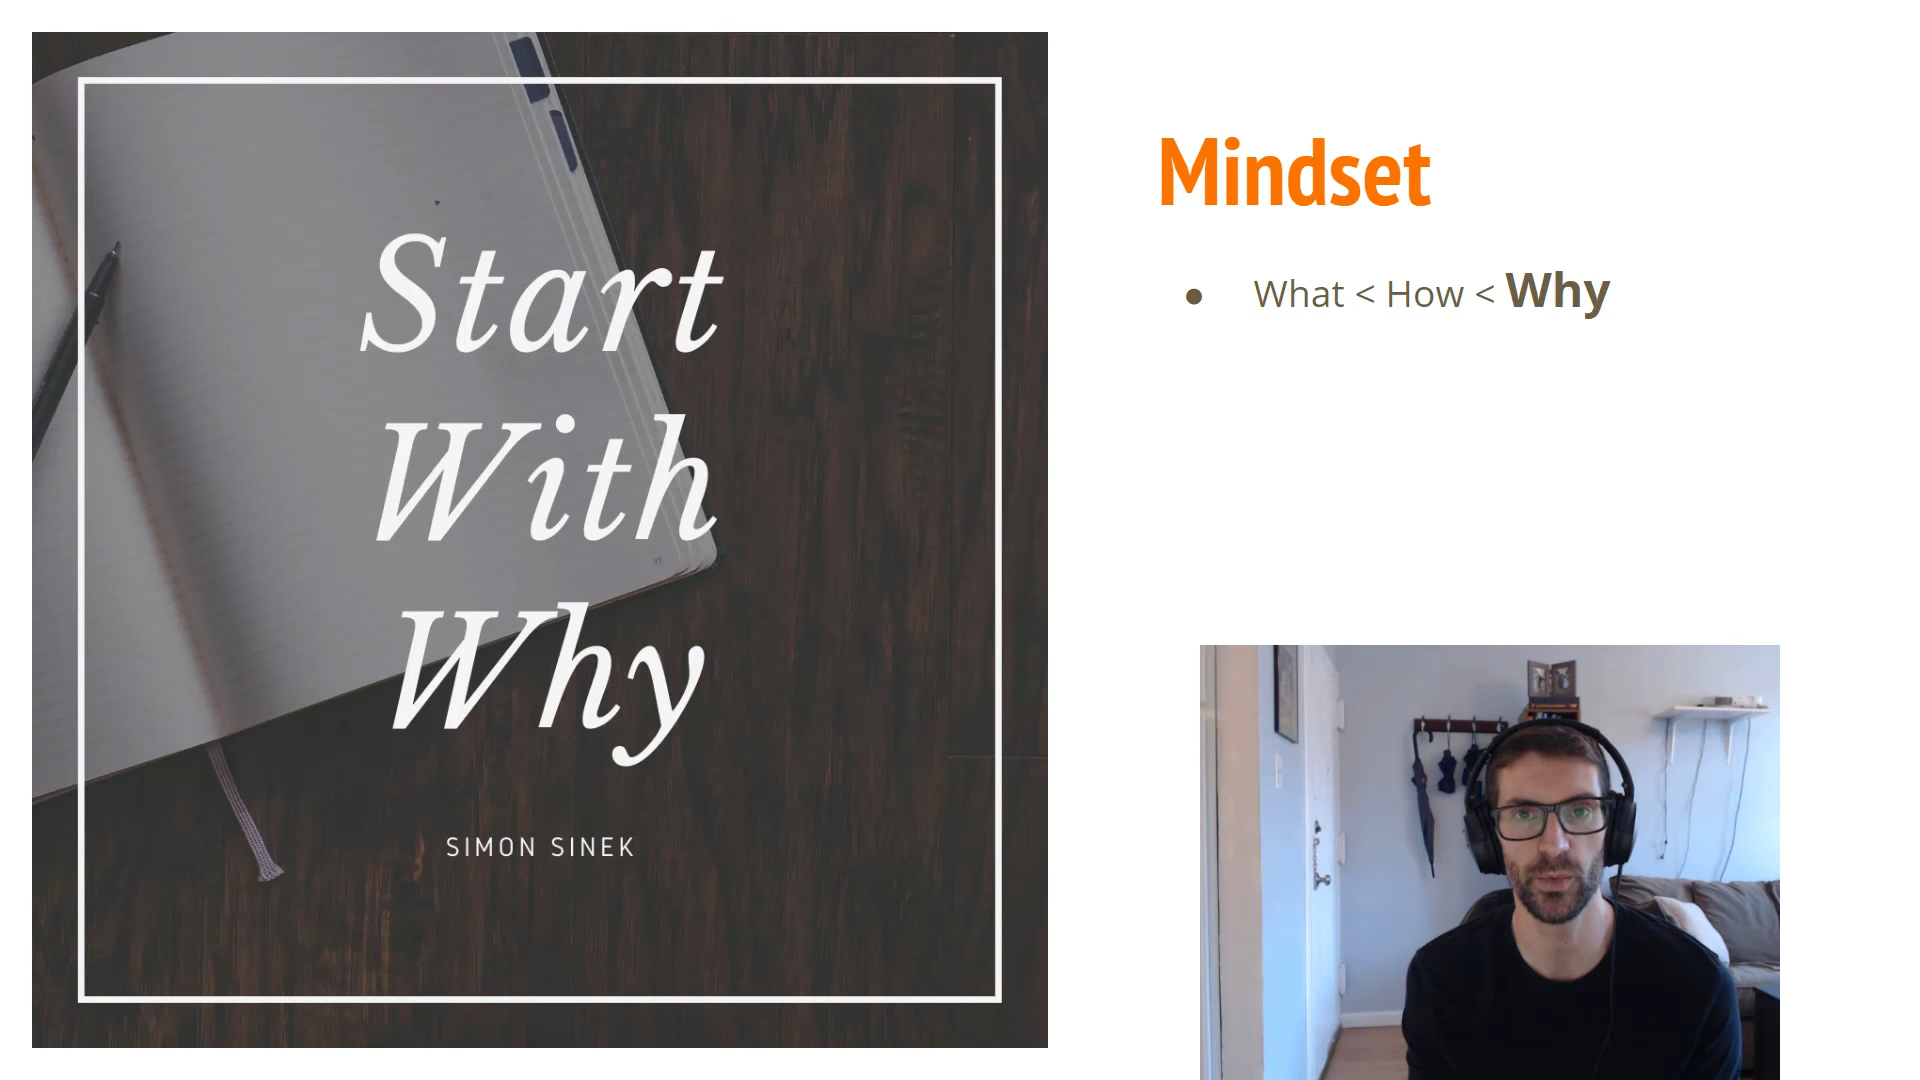 Start
With
Why
SIMON SINEK
Mindset
● What < How < Why